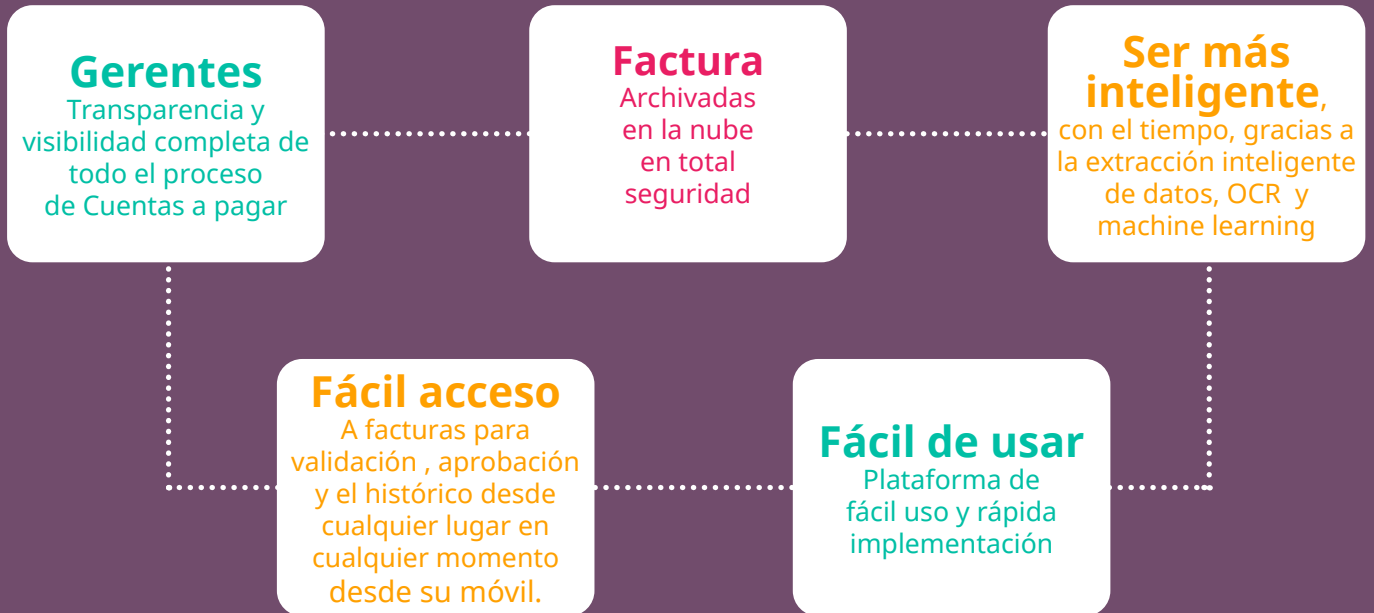 Gerentes
Transparencia y
visibilidad completa de
todo el proceso
de Cuentas a pagar
Factura
Archivadas
en la nube
en total
seguridad
Ser más
inteligente,
con el tiempo, gracias a
la extracción inteligente
de datos, OCR  y
machine learning
Fácil acceso
A facturas para
validación , aprobación
y el histórico desde
cualquier lugar en
cualquier momento
desde su móvil.
Fácil de usar
Plataforma de
fácil uso y rápida
implementación